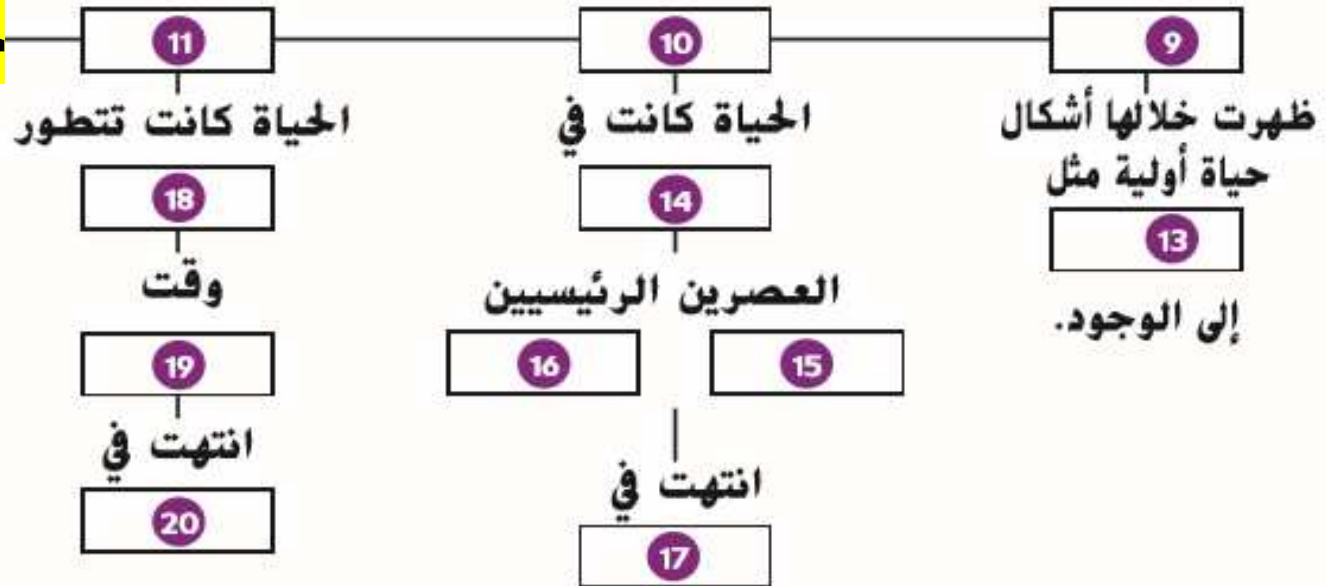 9
10
11
ظهرت خلالها أشكال
حياة أولية مثل
13
إلى الوجود.
الحياة كانت في
14
العصرين الرئيسيين
15
16
انتهت في
17
الحياة كانت تتطور
18
وقت
19
انتهت في
20